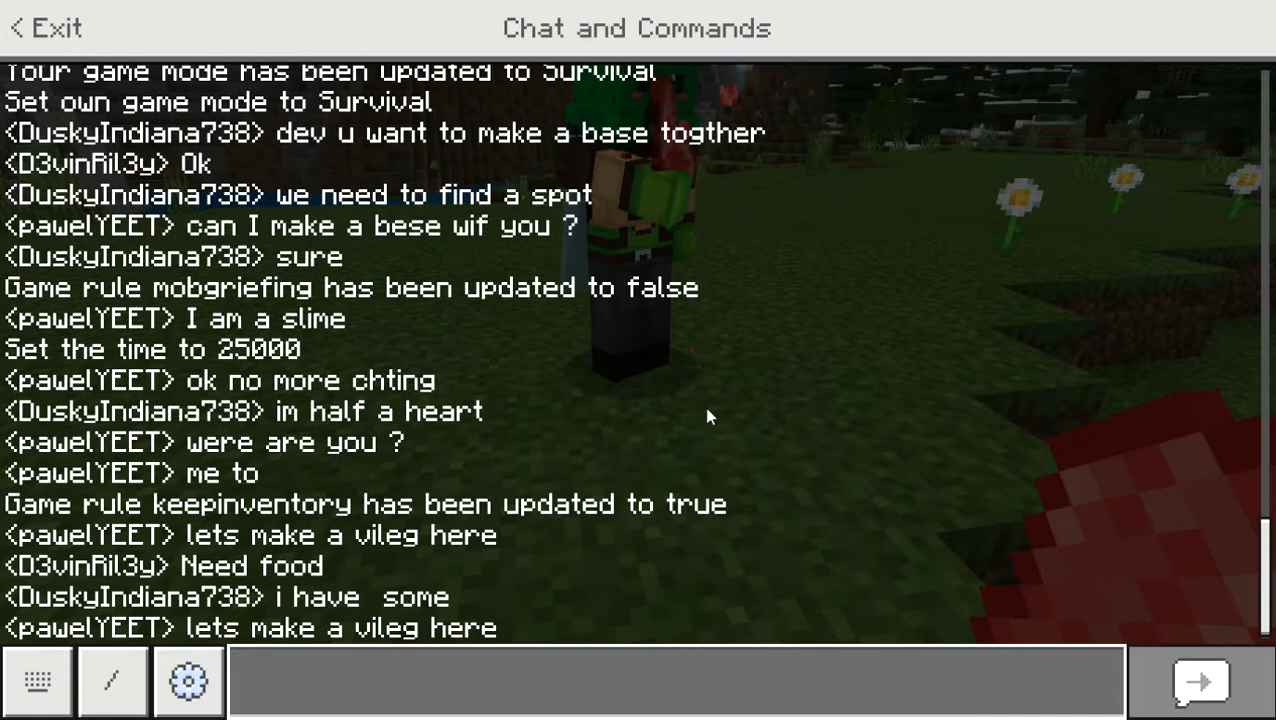 < Exit
Chat and Commands
Your game mode has been updated to Survival
Set own game mode to Survival
<DuskyIndiana738> dev u want to make a base togther
<D3vinRil3y> Ok
<DuskyIndiana738> we need to find a spot
<pawelYEET> can I make a bese wif you ?
<DuskyIndiana738> sure
Game rule mobgriefing has been updated to false
<pawelYEET> I am a slime
Set the time to 25000
<pawelYEET> ok no more chting
<DuskyIndiana738> im half a heart
<pawelYEET> were are you ?
<pawelYEET> me to
Game rule keepinventory has been updated to true
<pawelYEET> lets make a vileg here
<D3vinRil3y> Need food
<DuskyIndiana738> i have  some
<pawelYEET> lets make a vileg here
/